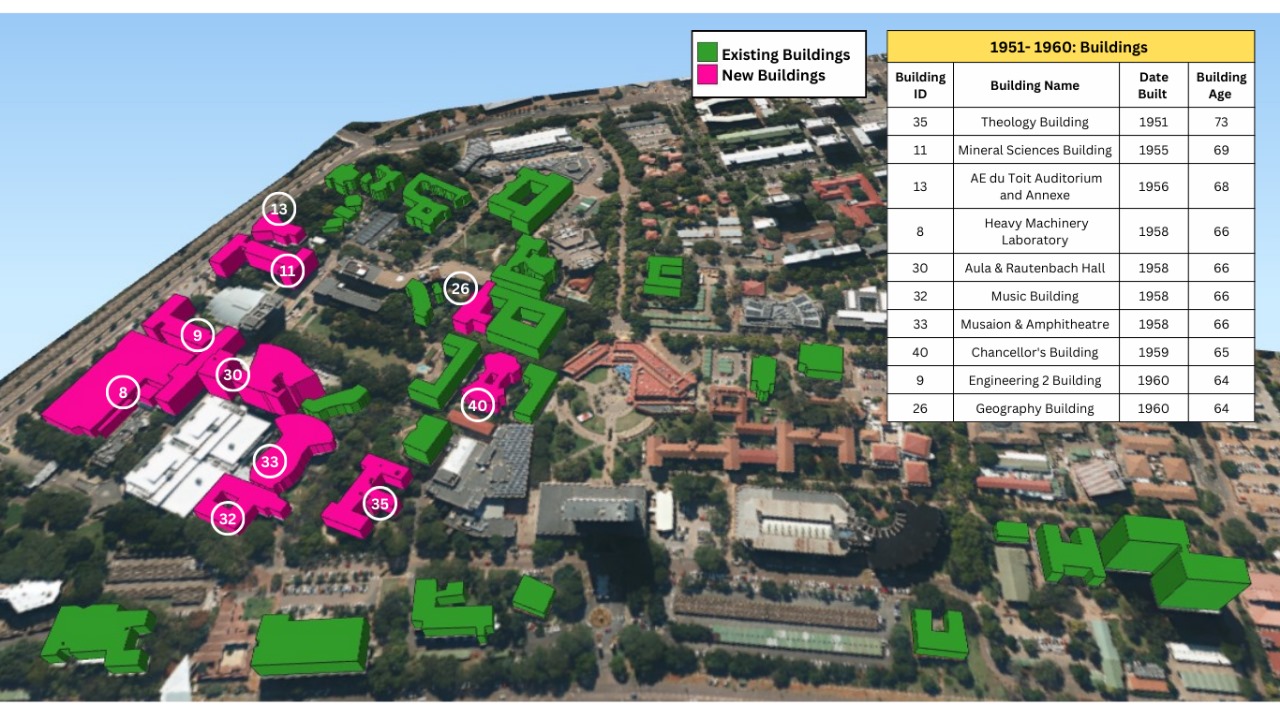 Existing Buildings
New Buildings
1951- 1960: Buildings
Building ID Building Name Date Built Building Age
35 Theology Building 1951 73
11 Mineral Sciences Building 1955 69
13 AE du Toit Auditorium and Annexe 1956 68
8 Heavy Machinery Laboratory 1958 66
30 Aula & Rautenbach Hall 1958 66
32 Music Building 1958 66
33 Musaion & Amphitheatre 1958 66
40 Chancellor's Building 1959 65
9 Engineering 2 Building 1960 64
26 Geography Building 1960 64
13
11
26
9
30
8
40
33
35
32